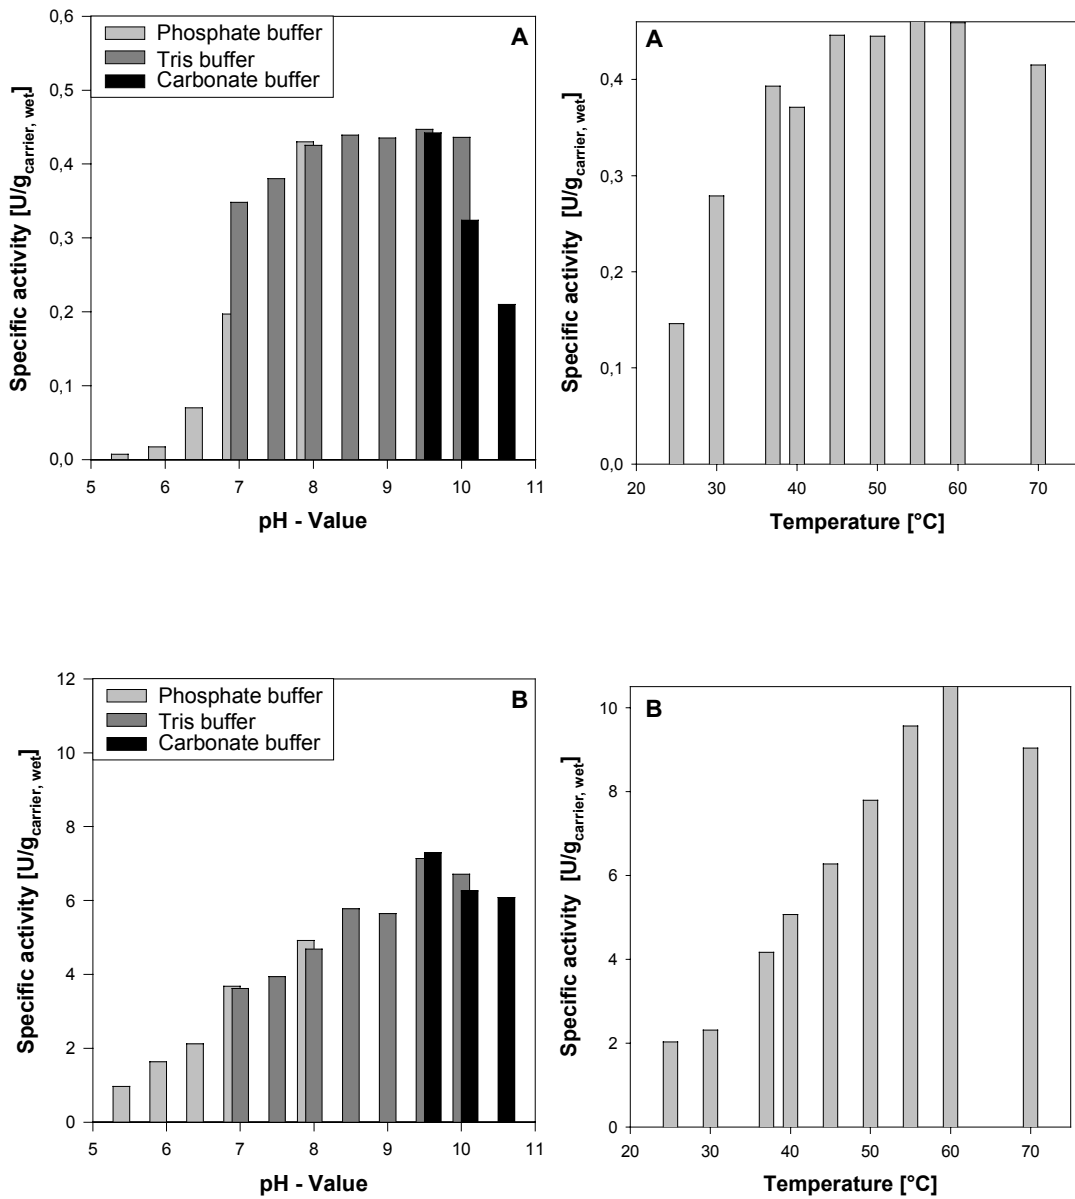 Phosphate buffer
Tris buffer
Carbonate buffer
A
0,6
0,5
0,4
0,3
0,2
0,1
0,0
Specific activity [U/gcarrier, wet]
5 6 7 8 9 10 11
pH - Value
A
0,4
0,3
0,2
0,1
0,0
Specific activity [U/gcarrier, wet]
20 30 40 50 60 70
Temperature [°C]
Phosphate buffer
Tris buffer
Carbonate buffer
B
12
10
8
6
4
2
0
Specific activity [U/gcarrier, wet]
5 6 7 8 9 10 11
pH - Value
B
10
8
6
4
2
0
Specific activity [U/gcarrier, wet]
20 30 40 50 60 70
Temperature [°C]